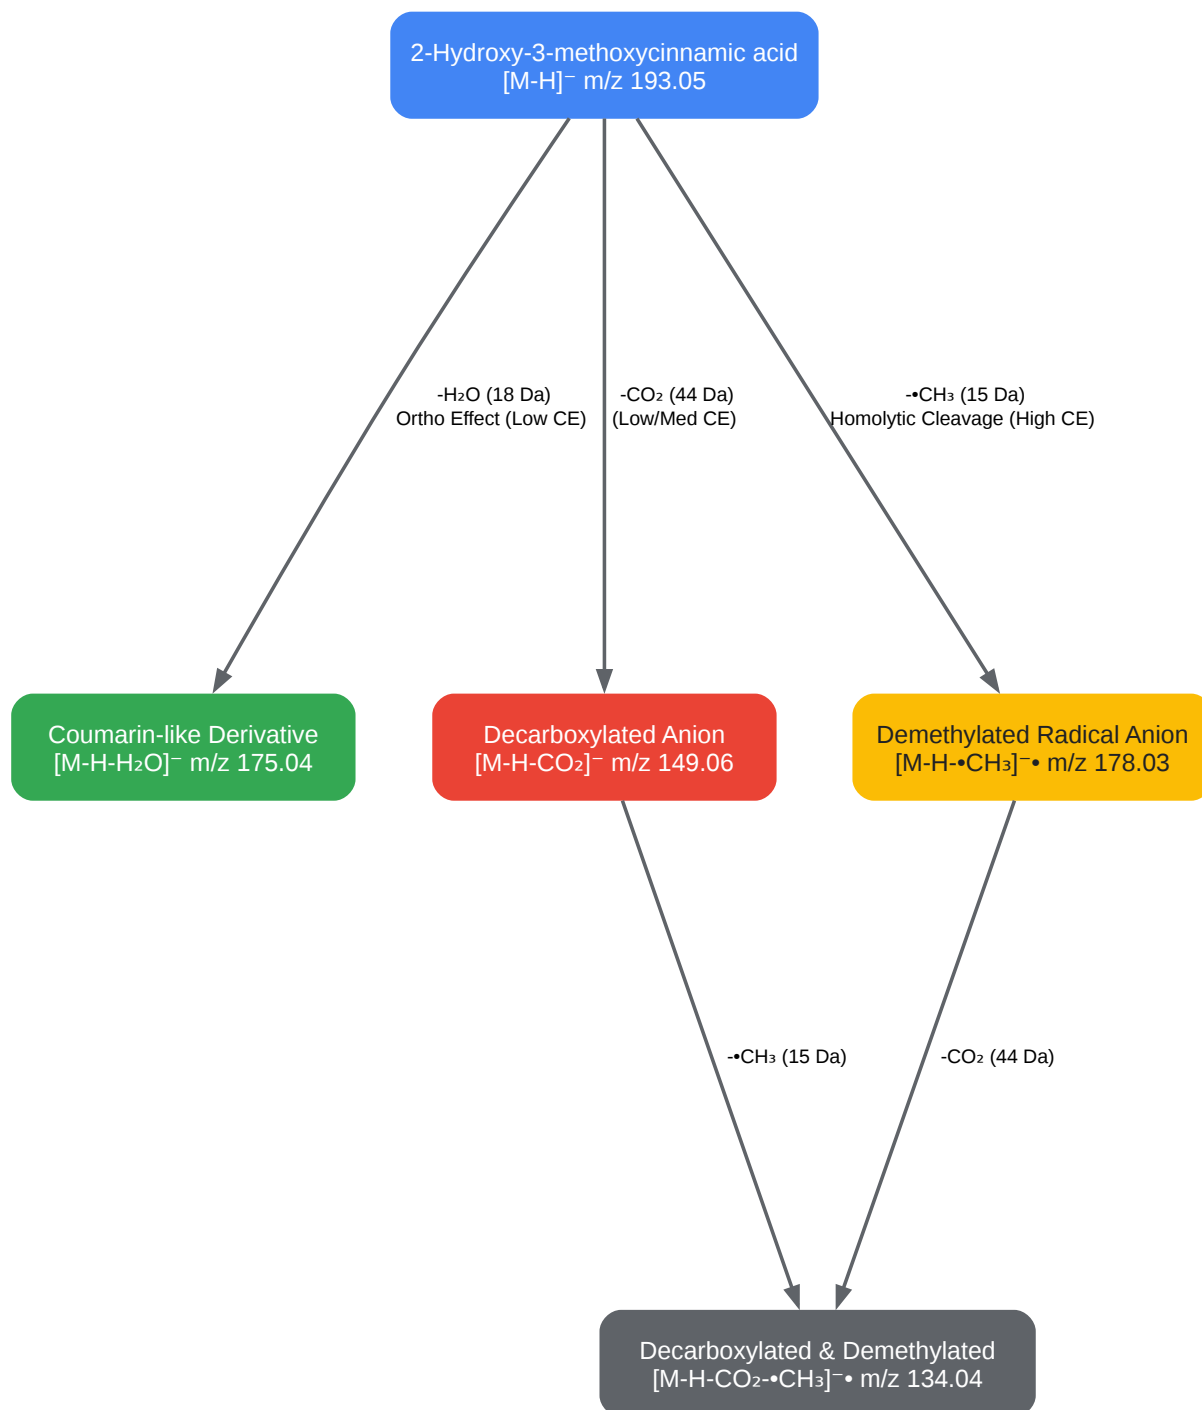 2-Hydroxy-3-methoxycinnamic acid
[M-H]⁻ m/z 193.05
-H₂O (18 Da)
Ortho Effect (Low CE)
-CO₂ (44 Da)
(Low/Med CE)
-•CH₃ (15 Da)
Homolytic Cleavage (High CE)
Coumarin-like Derivative
[M-H-H₂O]⁻ m/z 175.04
Decarboxylated Anion
[M-H-CO₂]⁻ m/z 149.06
Demethylated Radical Anion
[M-H-•CH₃]⁻• m/z 178.03
-•CH₃ (15 Da)
-CO₂ (44 Da)
Decarboxylated & Demethylated
[M-H-CO₂-•CH₃]⁻• m/z 134.04